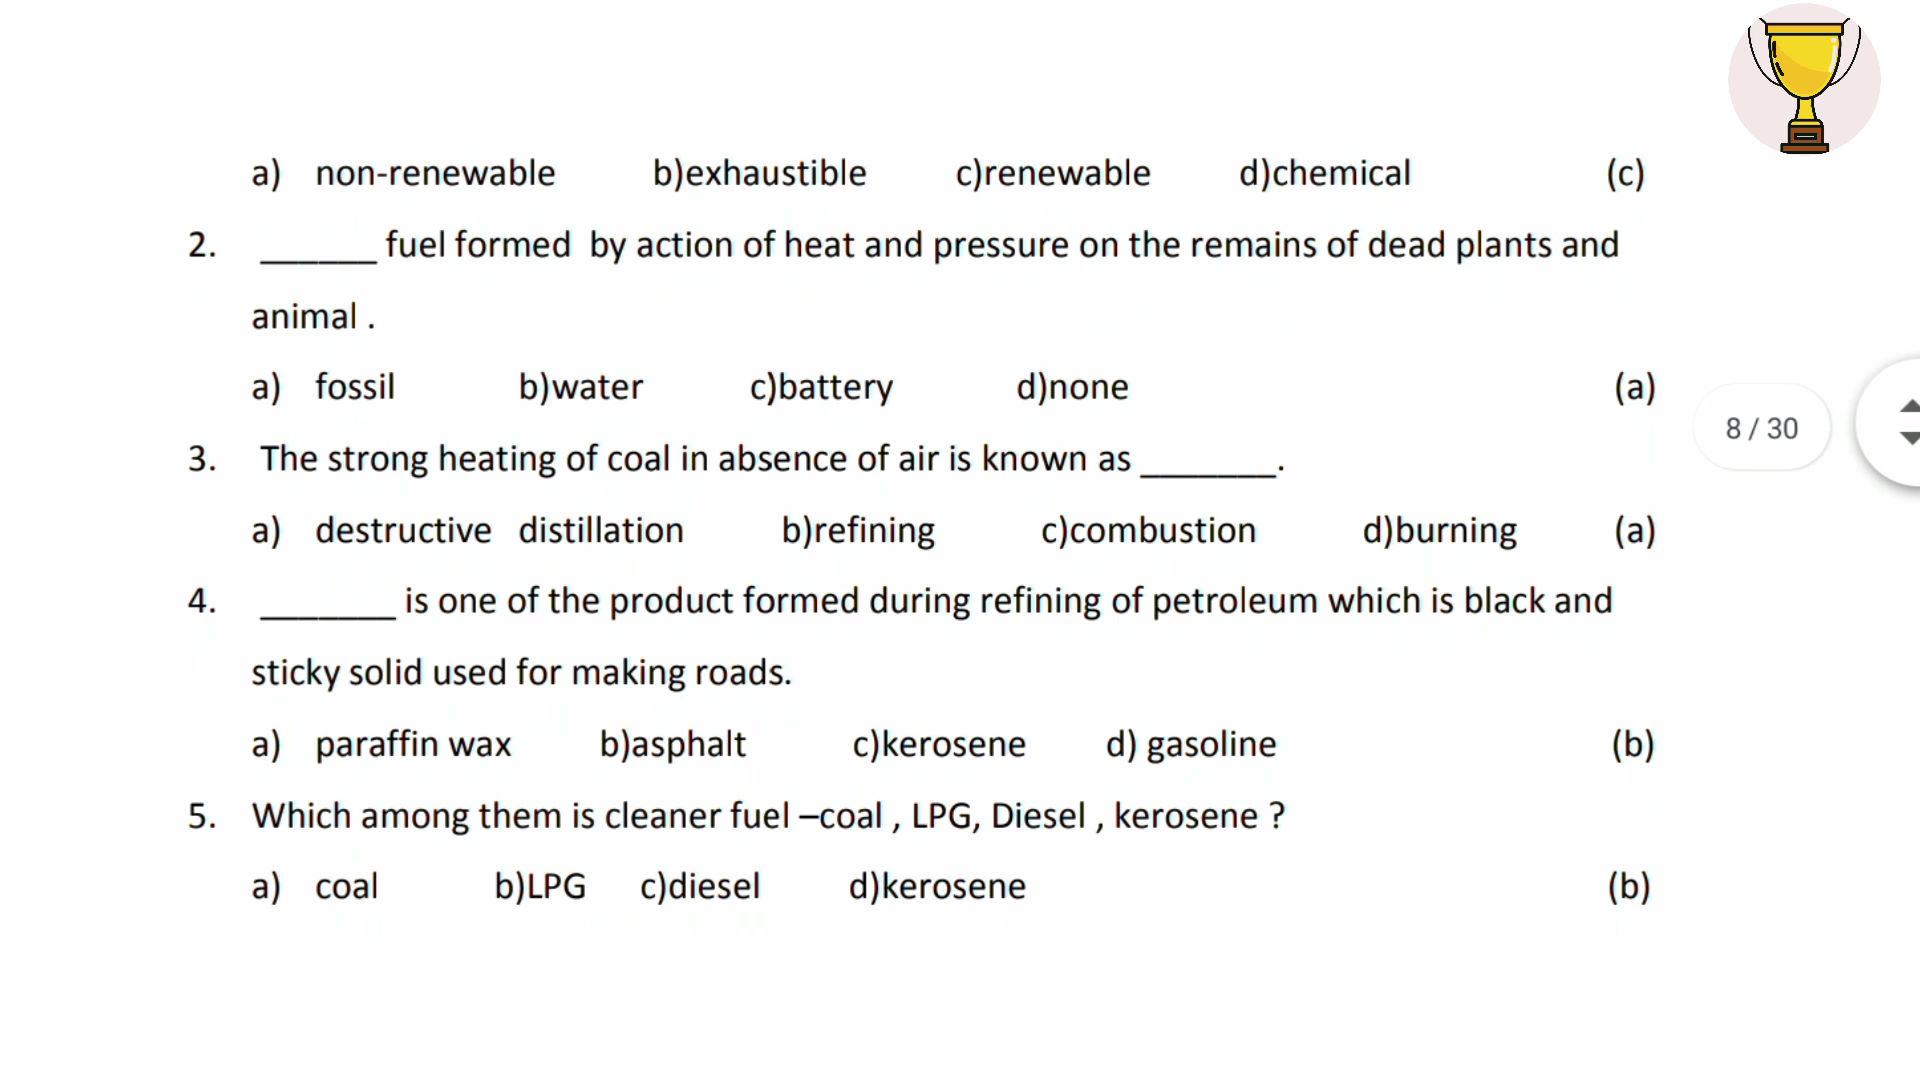 a) non-renewable b)exhaustible c)renewable d)chemical (c)
2. ______ fuel formed by action of heat and pressure on the remains of dead plants and
animal .
a) fossil b)water c)battery d)none (a)
8 / 30
3. The strong heating of coal in absence of air is known as _______.
a) destructive distillation b)refining c)combustion d)burning (a)
4. _______ is one of the product formed during refining of petroleum which is black and
sticky solid used for making roads.
a) paraffin wax b)asphalt c)kerosene d) gasoline (b)
5. Which among them is cleaner fuel –coal , LPG, Diesel , kerosene ?
a) coal b)LPG c)diesel d)kerosene (b)